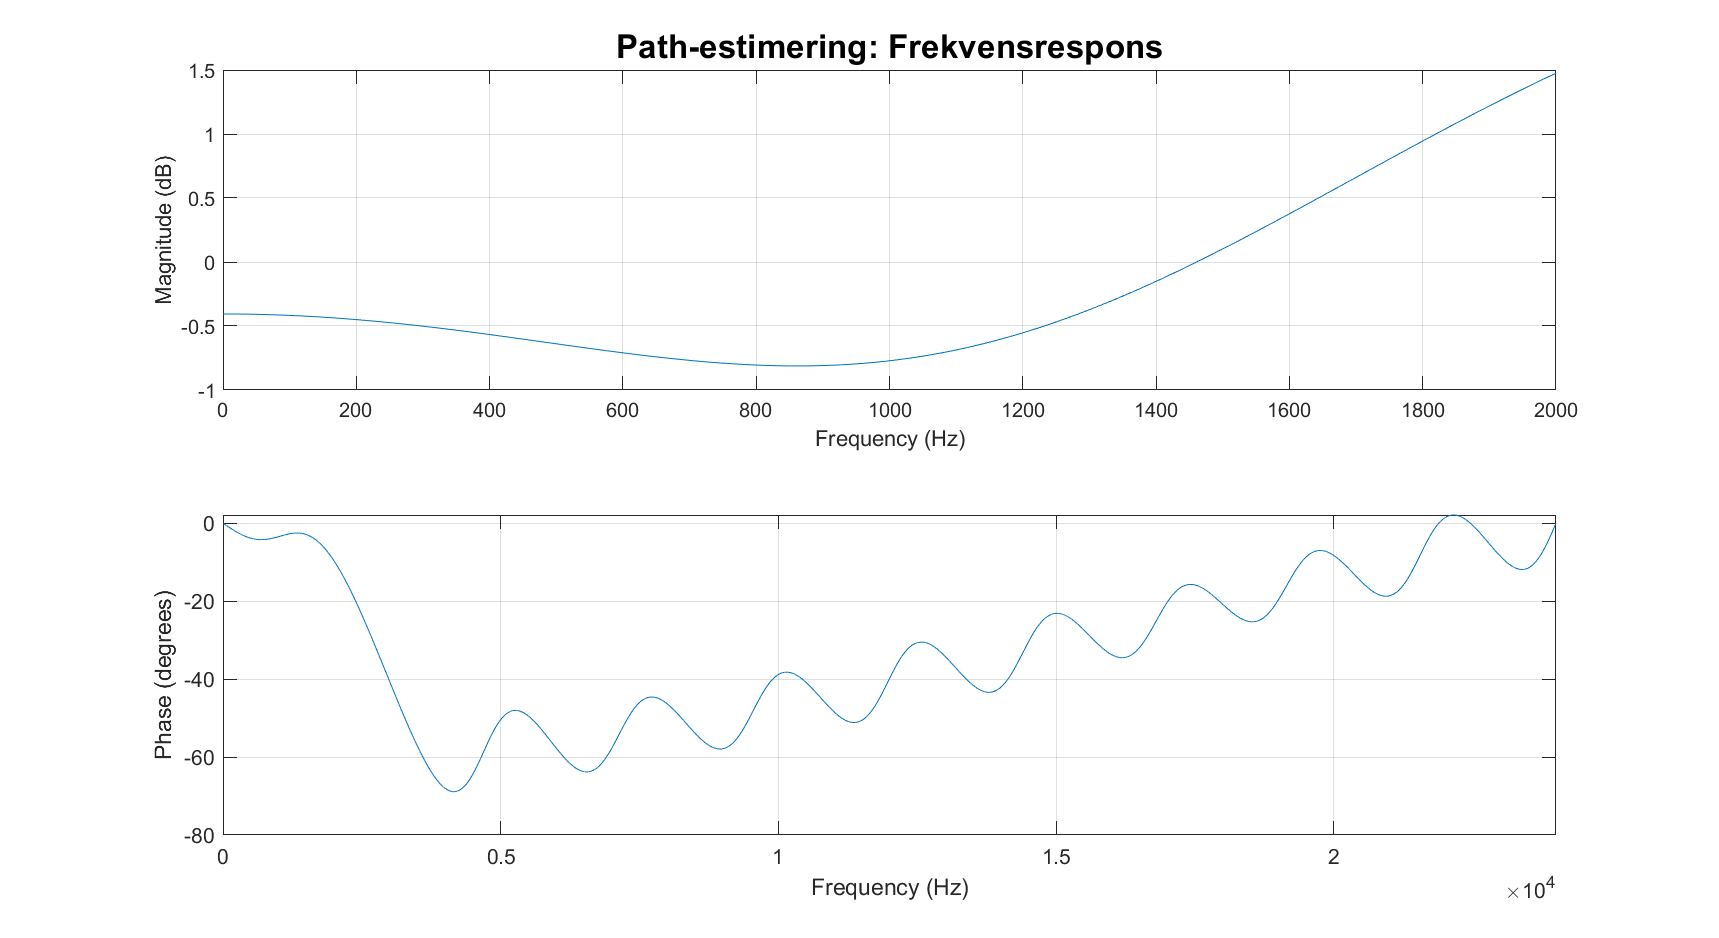 Path-estimering: Frekvensrespons
1.5
1
0.5
0
-0.5
-1
Magnitude (dB)
0 200 400 600 800 1000 1200 1400 1600 1800 2000
Frequency (Hz)
0
-20
-40
-60
-80
Phase (degrees)
0 0.5 1 1.5 2
Frequency (Hz)
×10⁴